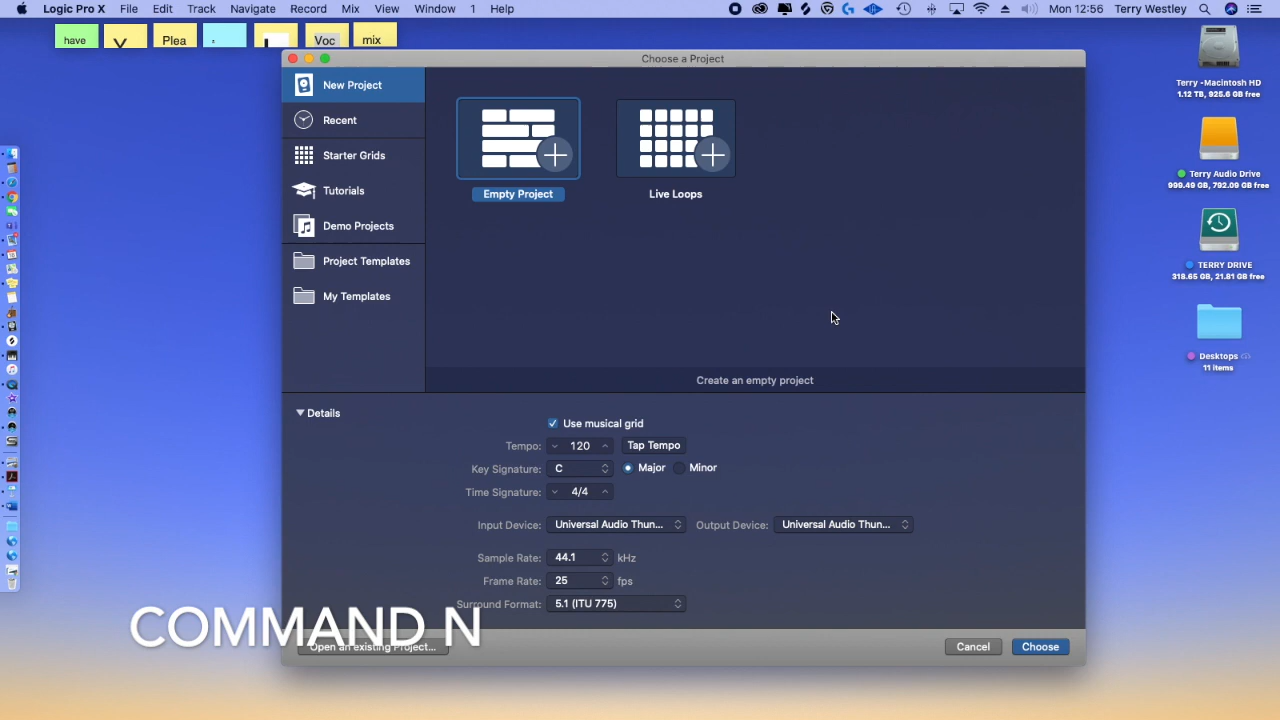 Logic Pro X File Edit Track Navigate Record Mix View Window 1 Help
Mon 12:56 Terry Westley
have
Plea
Voc
mix
Choose a Project
New Project
Recent
Starter Grids
Tutorials
Demo Projects
Project Templates
My Templates
Empty Project
Live Loops
Create an empty project
Details
Use musical grid
Tempo: 120 Tap Tempo
Key Signature: C Major Minor
Time Signature: 4/4
Input Device: Universal Audio Thun... Output Device: Universal Audio Thun...
Sample Rate: 44.1 kHz
Frame Rate: 25 fps
Surround Format: 5.1 (ITU 775)
COMMAND N
Open an existing Project...
Cancel
Choose
Terry -Macintosh HD
1.12 TB, 925.6 GB free
Terry Audio Drive
999.49 GB, 792.09 GB free
TERRY DRIVE
318.65 GB, 21.81 GB free
Desktops
11 items